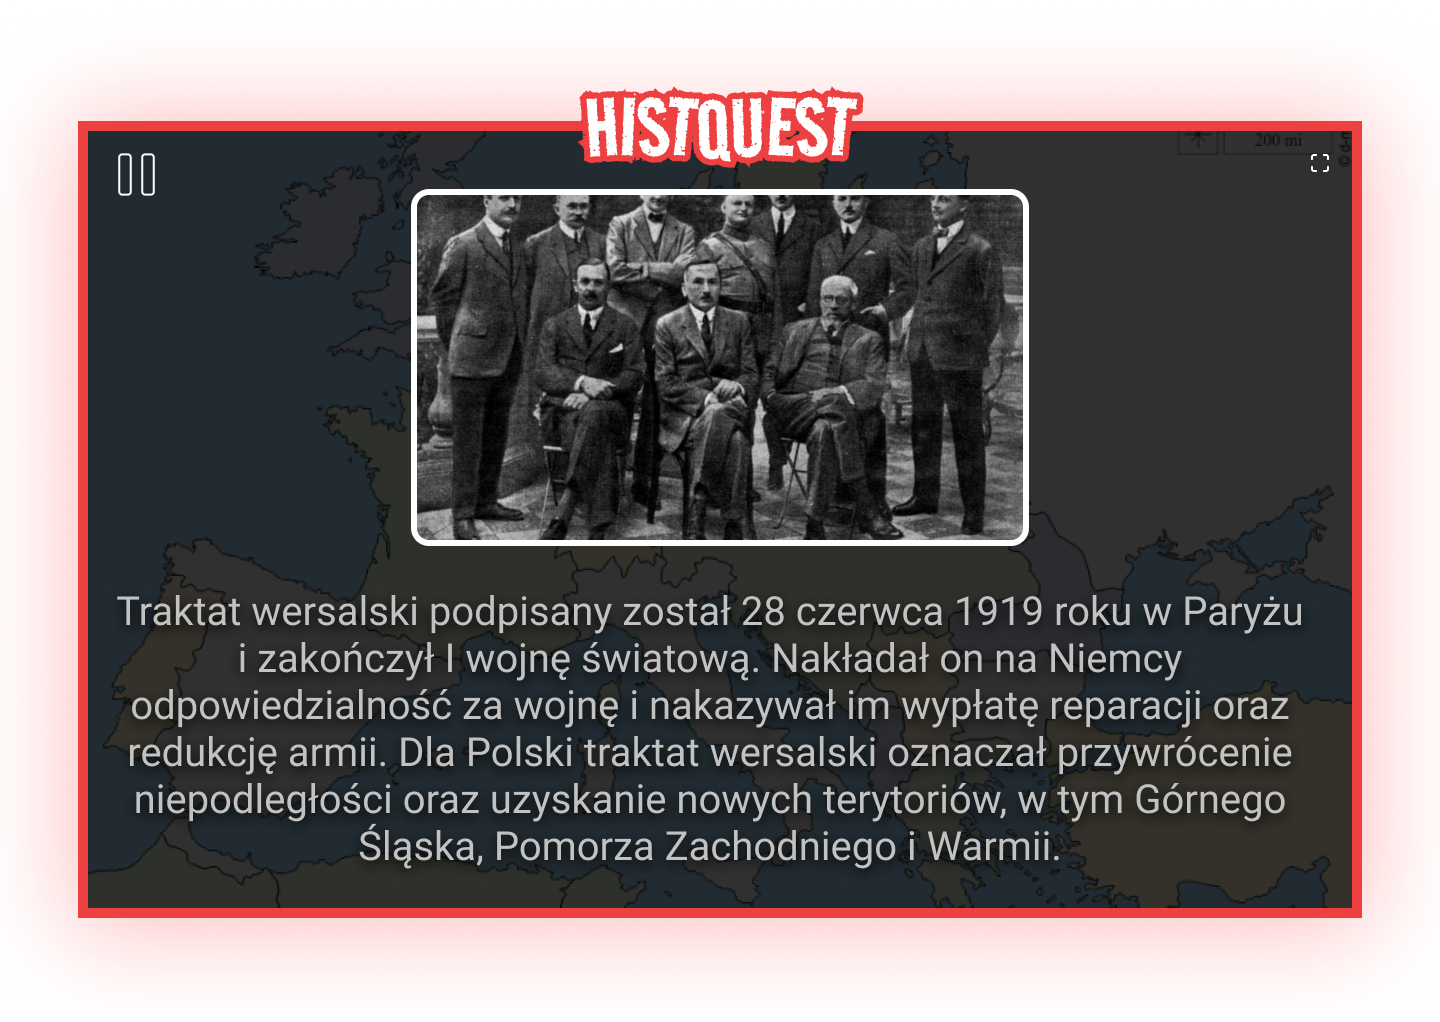 HISTQUEST
200 mi
Traktat wersalski podpisany został 28 czerwca 1919 roku w Paryżu
i zakończył I wojnę światową. Nakładał on na Niemcy
odpowiedzialność za wojnę i nakazywał im wypłatę reparacji oraz
redukcję armii. Dla Polski traktat wersalski oznaczał przywrócenie
niepodległości oraz uzyskanie nowych terytoriów, w tym Górnego
Śląska, Pomorza Zachodniego i Warmii.